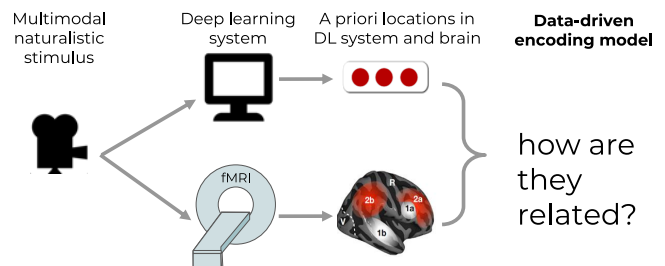 Multimodal
naturalistic
stimulus
Deep learning
system
A priori locations in
DL system and brain
Data-driven
encoding model
fMRI
R
2b
2a
1a
V
1b
how are
they
related?